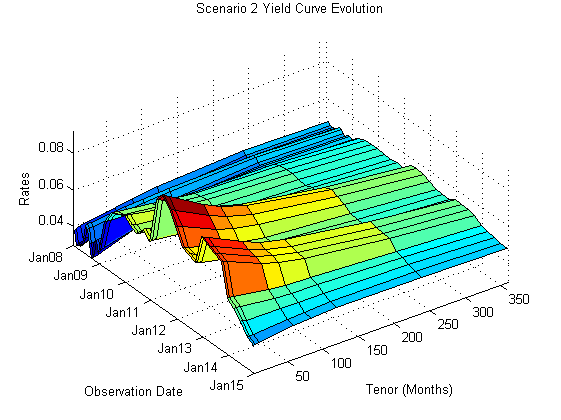 Scenario 2 Yield Curve Evolution
0.08
0.06
0.04
Rates
Jan08
Jan09
Jan10
Jan11
Jan12
Jan13
Jan14
Jan15
Observation Date
50
100
150
200
250
300
350
Tenor (Months)